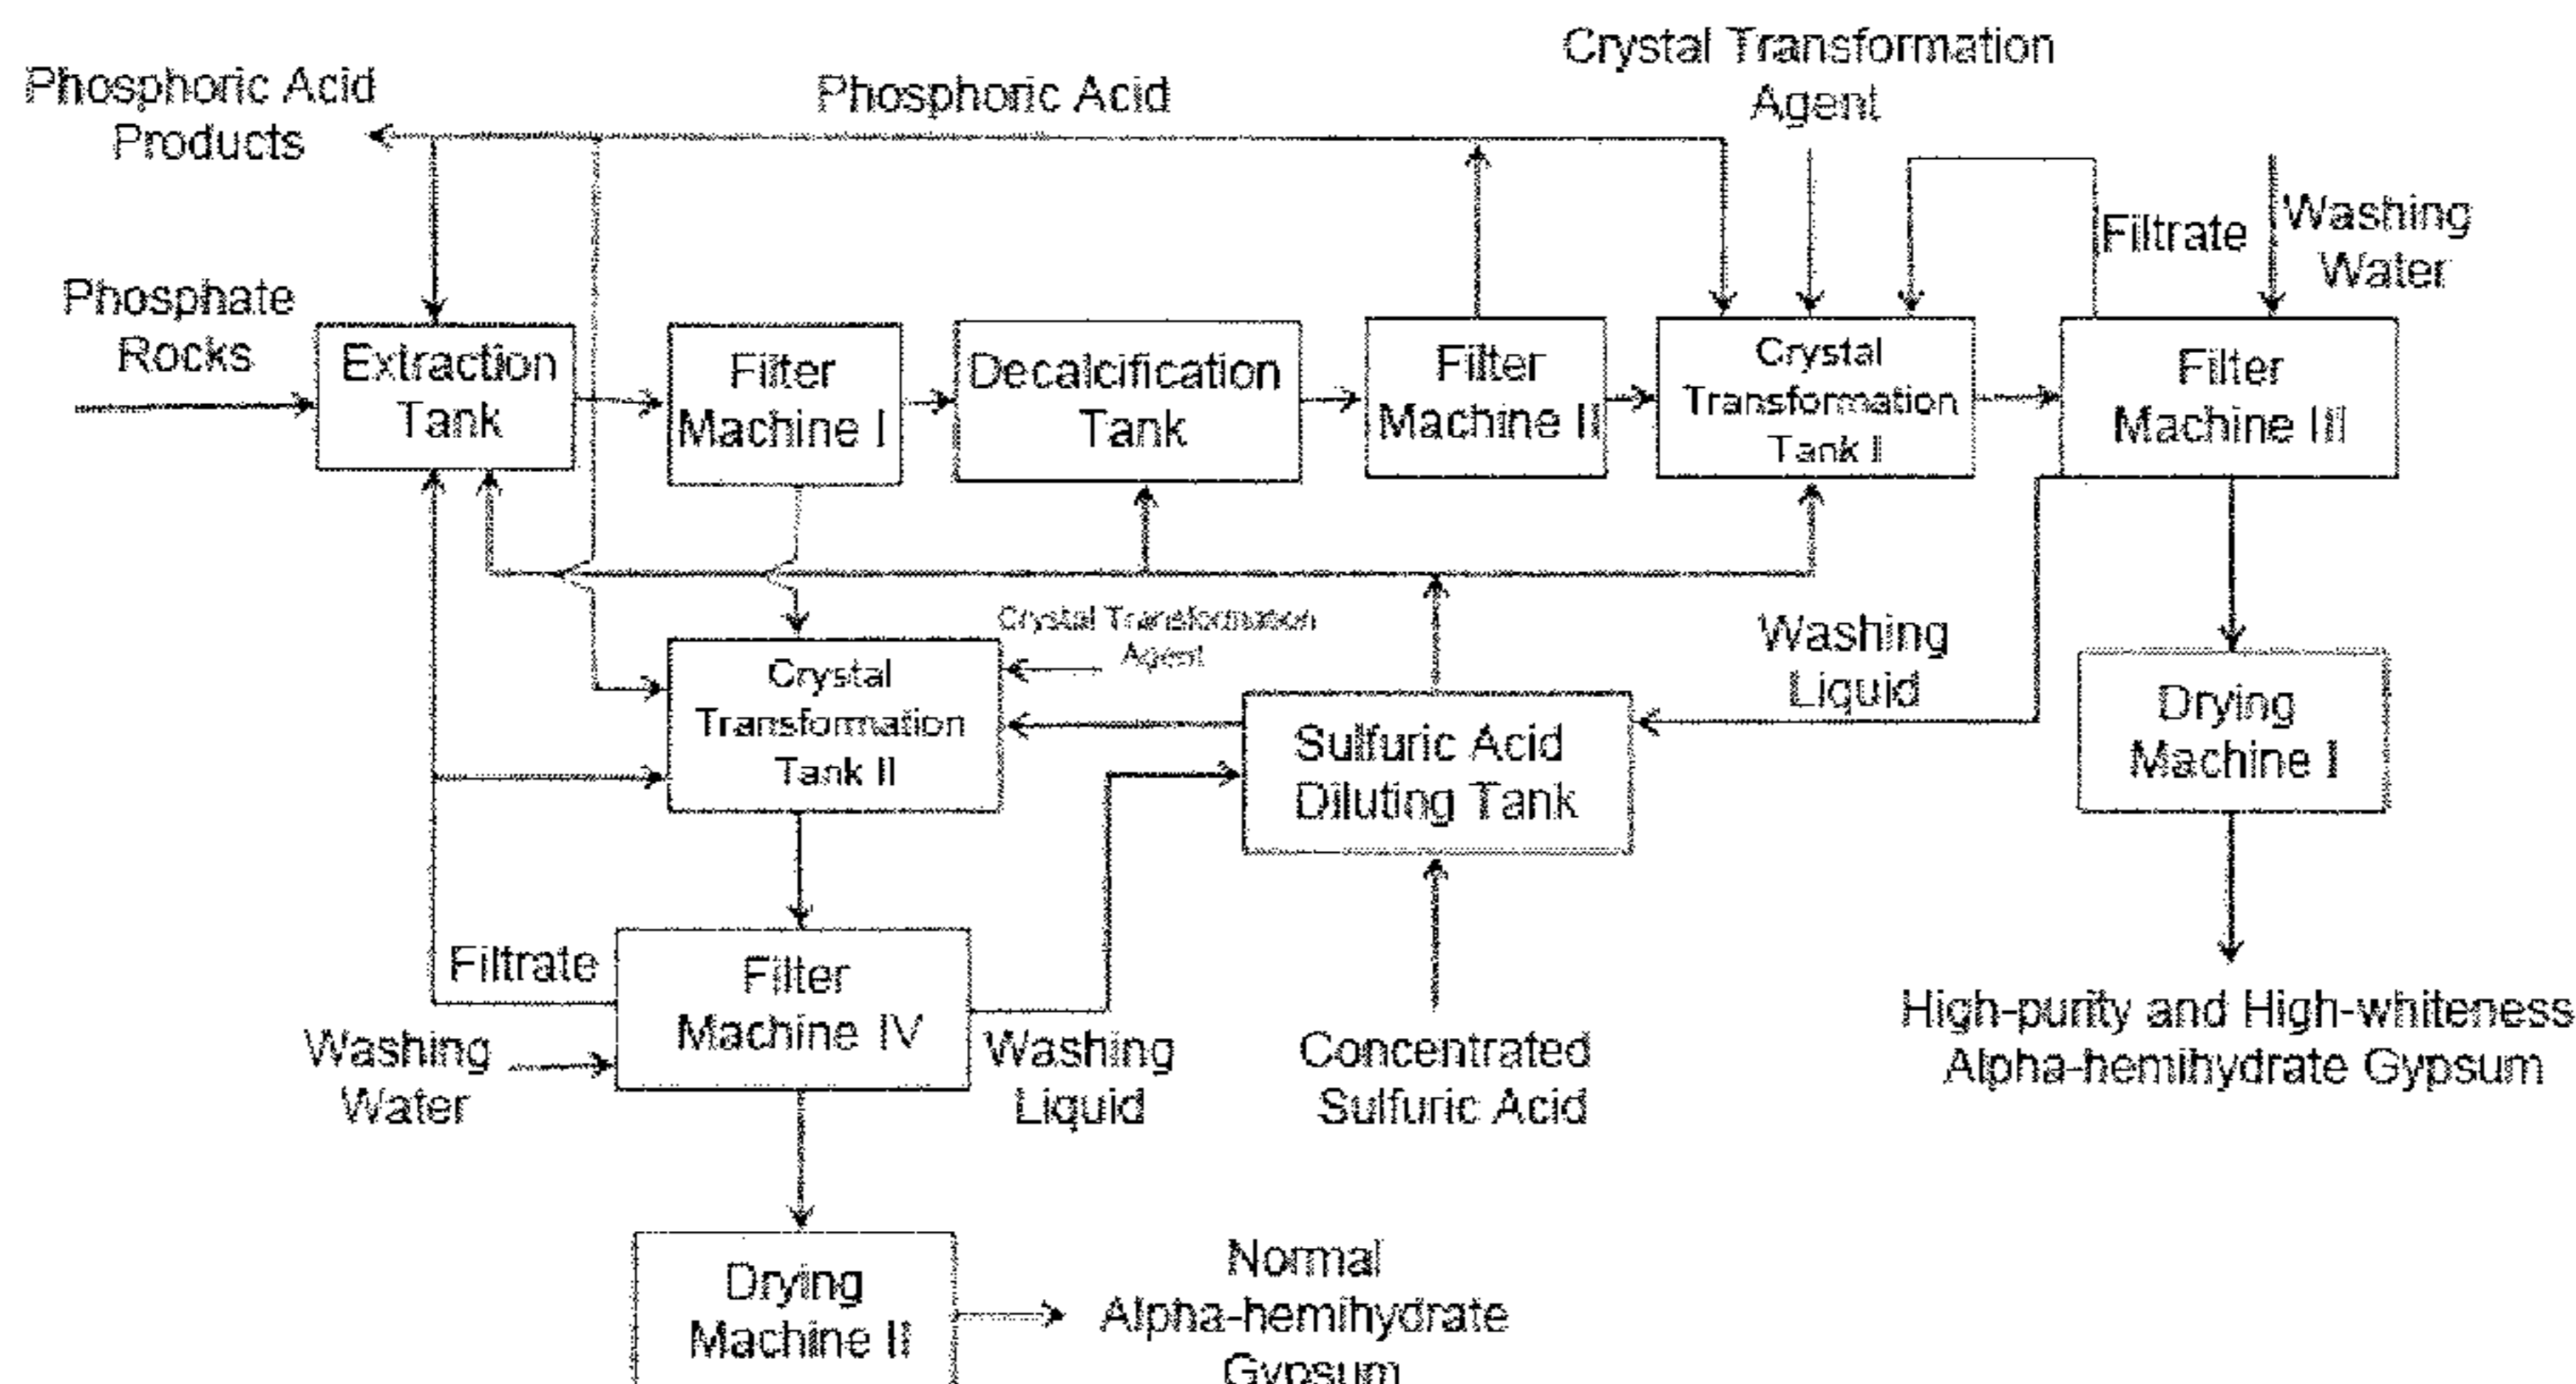 Crystal Transformation
Agent
Phosphoric Acid
Products
Phosphoric Acid
Filtrate
Washing
Water
Phosphate
Rocks
Extraction
Tank
Filter
Machine I
Decalcification
Tank
Filter
Machine II
Crystal
Transformation
Tank I
Filter
Machine III
Crystal Transformation
Agent
Washing
Liquid
Crystal
Transformation
Tank II
Sulfuric Acid
Diluting Tank
Drying
Machine I
Filtrate
Filter
Machine IV
Washing
Water
Washing
Liquid
Concentrated
Sulfuric Acid
High-purity and High-whiteness
Alpha-hemihydrate Gypsum
Drying
Machine II
Normal
Alpha-hemihydrate
Gypsum